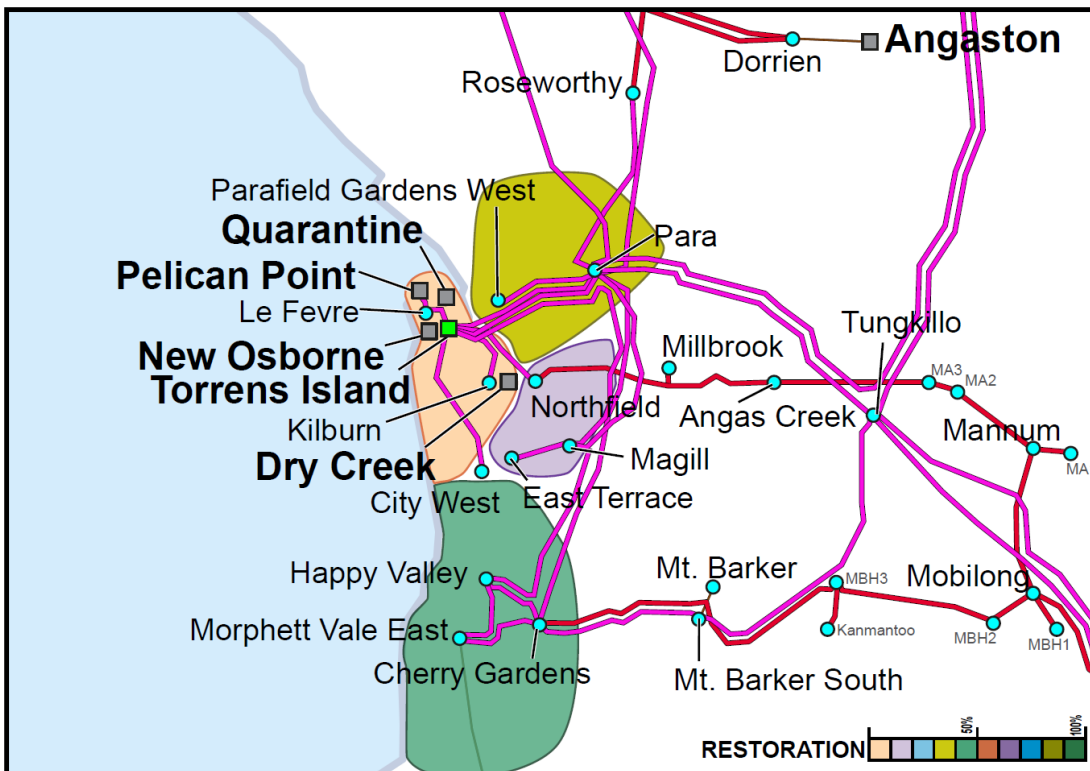 Angaston
Dorrien
Roseworthy
Parafield Gardens West
Quarantine
Para
Pelican Point
Le Fevre
Tungkillo
New Osborne
Millbrook
Torrens Island
MA3
MA2
Northfield
Angas Creek
Kilburn
Mannum
Dry Creek
Magill
MA
East Terrace
City West
Happy Valley
Mt. Barker
MBH3
Mobilong
Morphett Vale East
Kanmantoo
MBH2
MBH1
Cherry Gardens
Mt. Barker South
50%
100%
RESTORATION